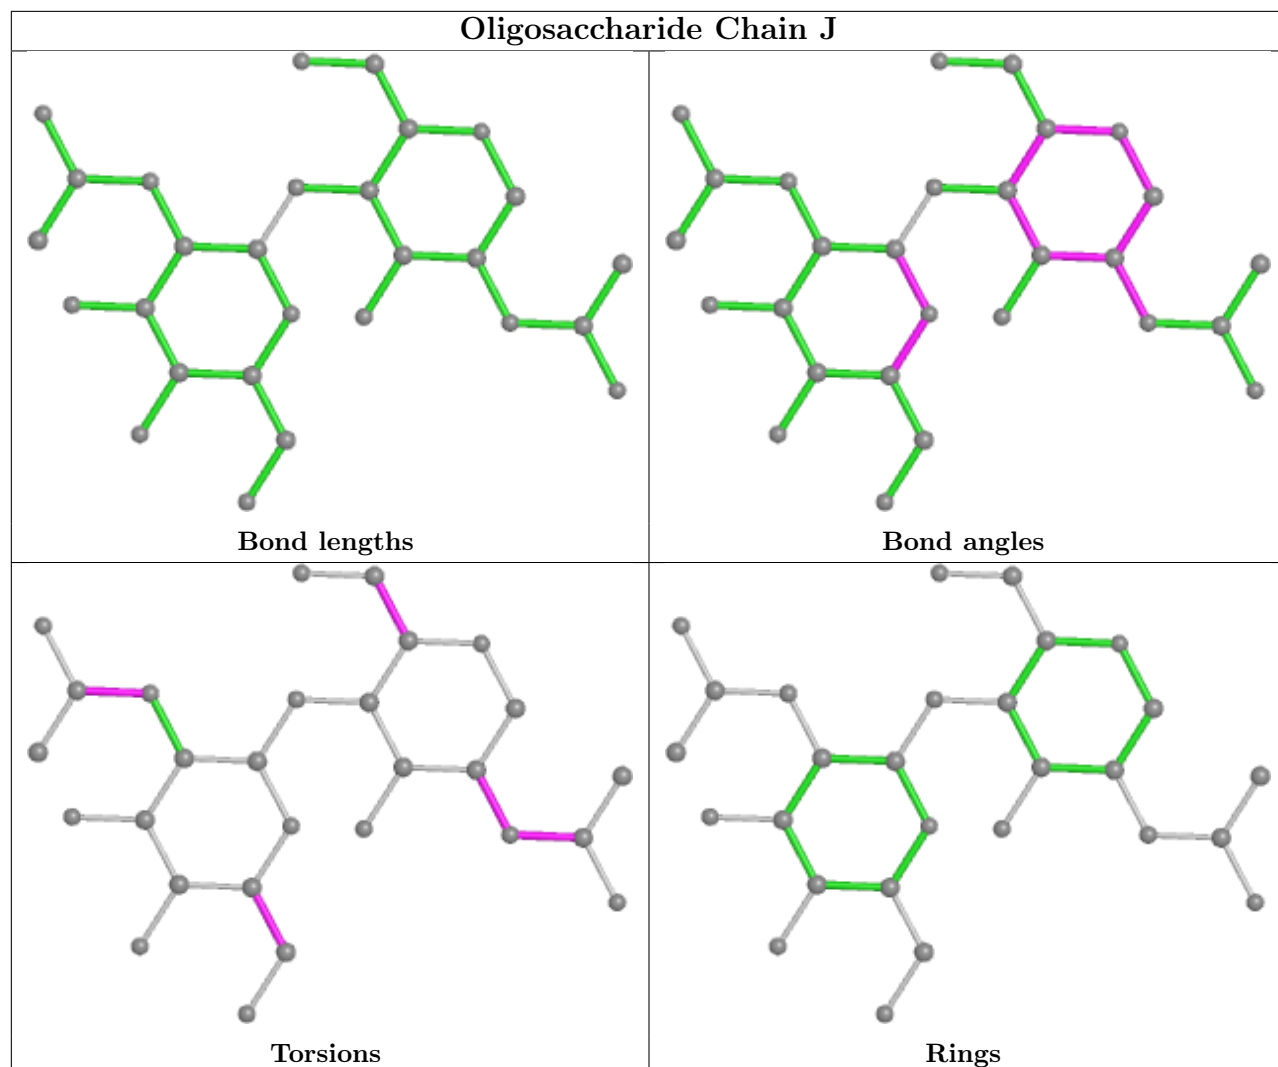 Oligosaccharide Chain J
Bond lengths
Bond angles
Torsions
Rings